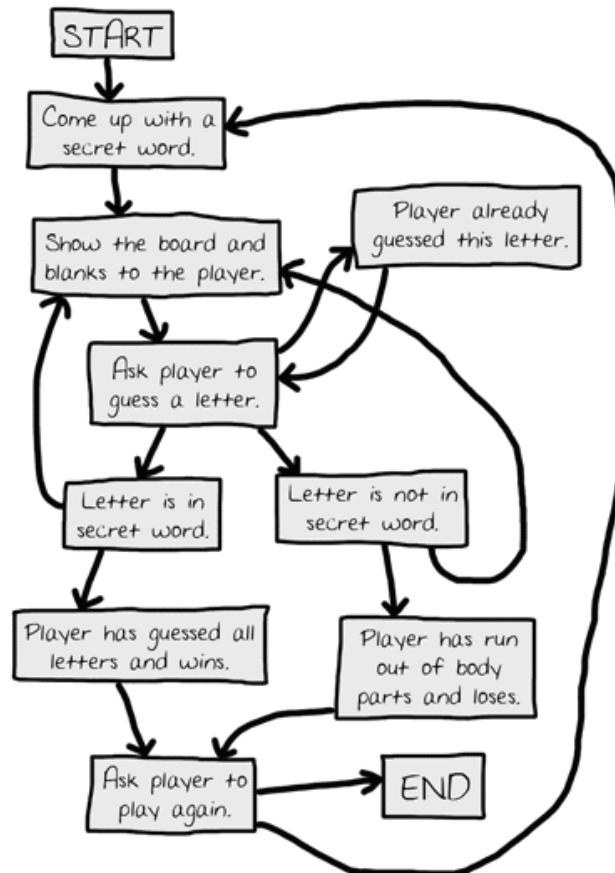 START
Come up with a
secret word.
Show the board and
blanks to the player.
Player already
guessed this letter.
Ask player to
guess a letter.
Letter is in
secret word.
Letter is not in
secret word.
Player has guessed all
letters and wins.
Player has run
out of body
parts and loses.
Ask player to
play again.
END